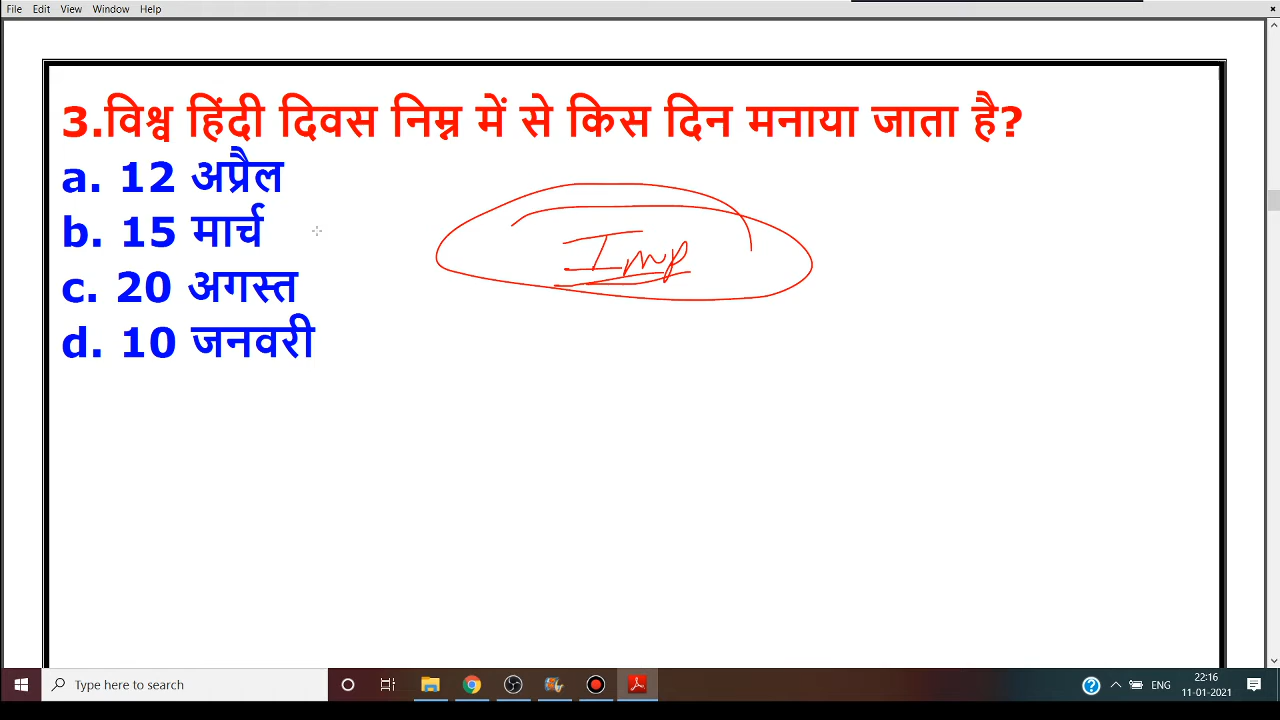 File Edit View Window Help
3.विश्व हिंदी दिवस निम्न में से किस दिन मनाया जाता है?
a. 12 अप्रैल
b. 15 मार्च
Imp
c. 20 अगस्त
d. 10 जनवरी
Type here to search
ENG
22:16
11-01-2021